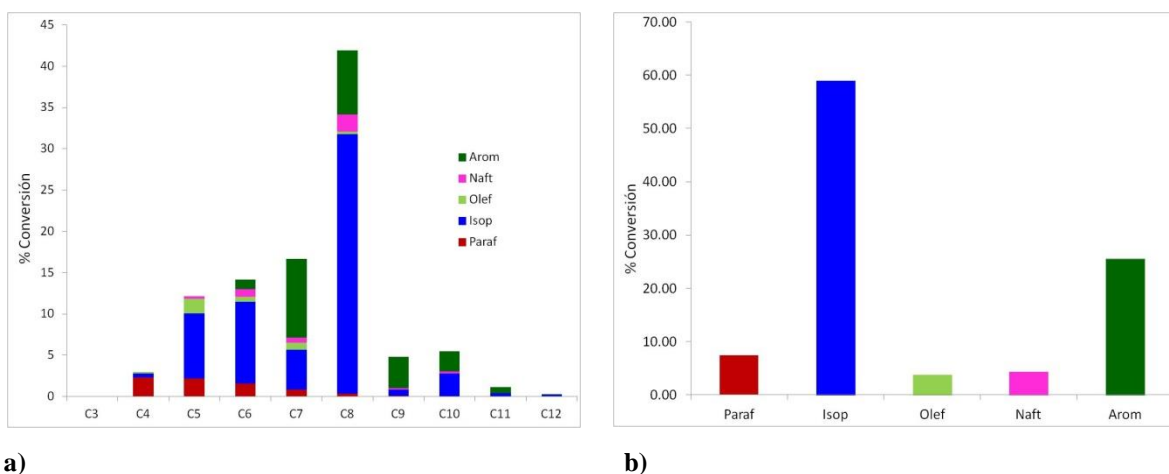 45
40
35
30
25
20
15
10
5
0
% Conversión
C3 C4 C5 C6 C7 C8 C9 C10 C11 C12
Arom
Naft
Olef
Isop
Paraf
a)
70.00
60.00
50.00
40.00
30.00
20.00
10.00
0.00
% Conversión
Paraf Isop Olef Naft Arom
b)